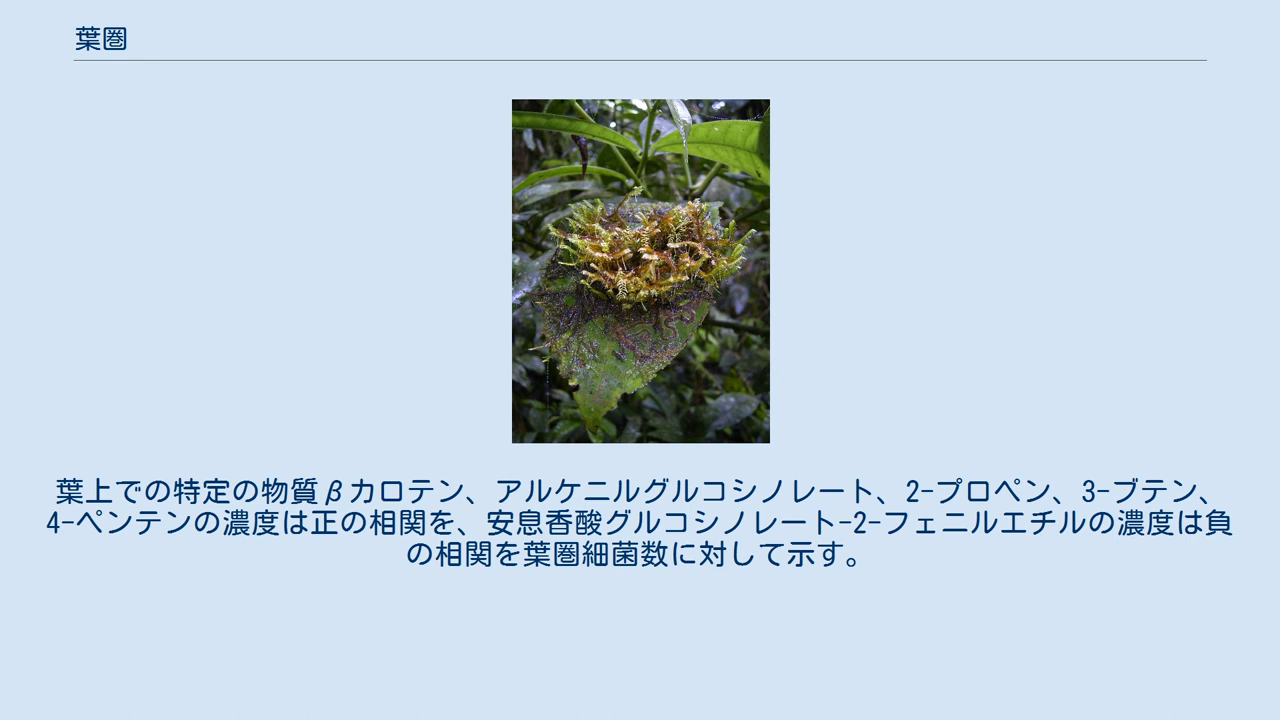 葉圏
葉上での特定の物質βカロテン、アルケニルグルコシノレート、2-プロペン、3-ブテン、
4-ペンテンの濃度は正の相関を、安息香酸グルコシノレート-2-フェニルエチルの濃度は負
の相関を葉圏細菌数に対して示す。